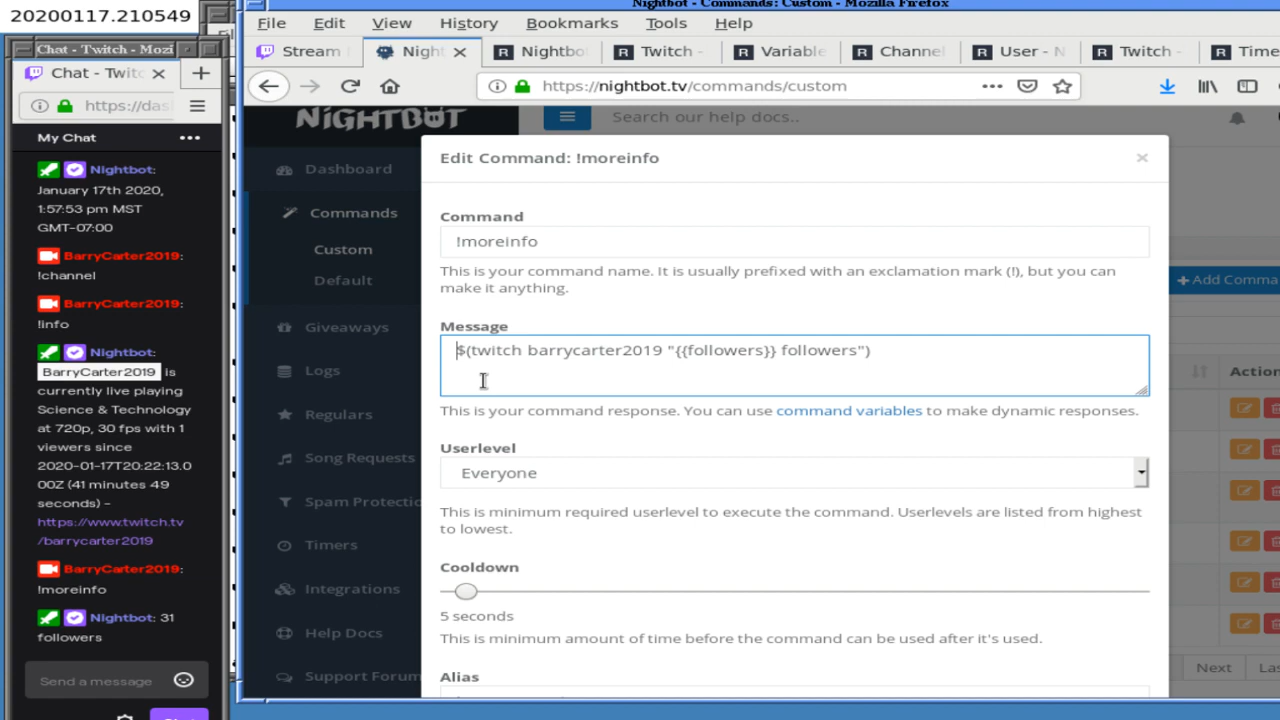 20200117.210549
Chat - Twitch - Mozi
Chat - Twitc
https://das
My Chat
Nightbot:
January 17th 2020,
1:57:53 pm MST
GMT-07:00
BarryCarter2019:
!channel
BarryCarter2019:
!info
Nightbot:
BarryCarter2019 is
currently live playing
Science & Technology
at 720p, 30 fps with 1
viewers since
2020-01-17T20:22:13.0
00Z (41 minutes 49
seconds) -
https://www.twitch.tv
/barrycarter2019
BarryCarter2019:
!moreinfo
Nightbot: 31
followers
Send a message
Nightbot - Commands: Custom - Mozilla Firefox
File Edit View History Bookmarks Tools Help
Stream Night Nightbo Twitch - Variable Channel User - N Twitch - Time
https://nightbot.tv/commands/custom
NIGHTBOT
Search our help docs..
Dashboard
Commands
Custom
Default
Giveaways
Logs
Regulars
Song Requests
Spam Protectio
Timers
Integrations
Help Docs
Support Forum
Edit Command: !moreinfo
×
Command
!moreinfo
This is your command name. It is usually prefixed with an exclamation mark (!), but you can
make it anything.
Message
$(twitch barrycarter2019 "{{followers}} followers")
This is your command response. You can use command variables to make dynamic responses.
Userlevel
Everyone
This is minimum required userlevel to execute the command. Userlevels are listed from highest
to lowest.
Cooldown
5 seconds
This is minimum amount of time before the command can be used after it's used.
Alias
+ Add Comma
Action
Next
Las